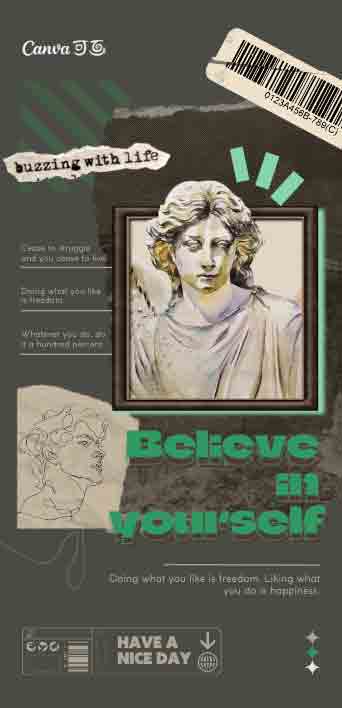 Canva
0123A456B-789(C)
buzzing with life
Cease to struggle
and you cease to live
Doing what you like
is freedom
Whatever you do, do
it a hundred percent
Believe
in
yourself
Doing what you like is freedom. Liking what
you do is happiness.
HAVE A
NICE DAY